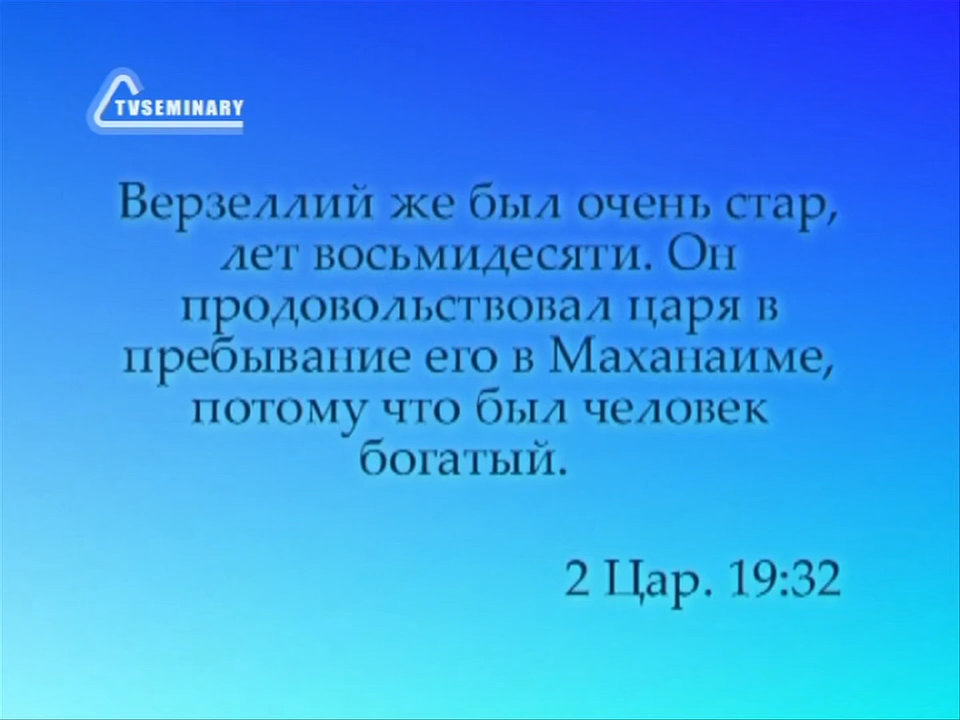 TVSEMINARY
Верзеллий же был очень стар,
лет восьмидесяти. Он
продовольствовал царя в
пребывание его в Маханаиме,
потому что был человек
богатый.
2 Цар. 19:32